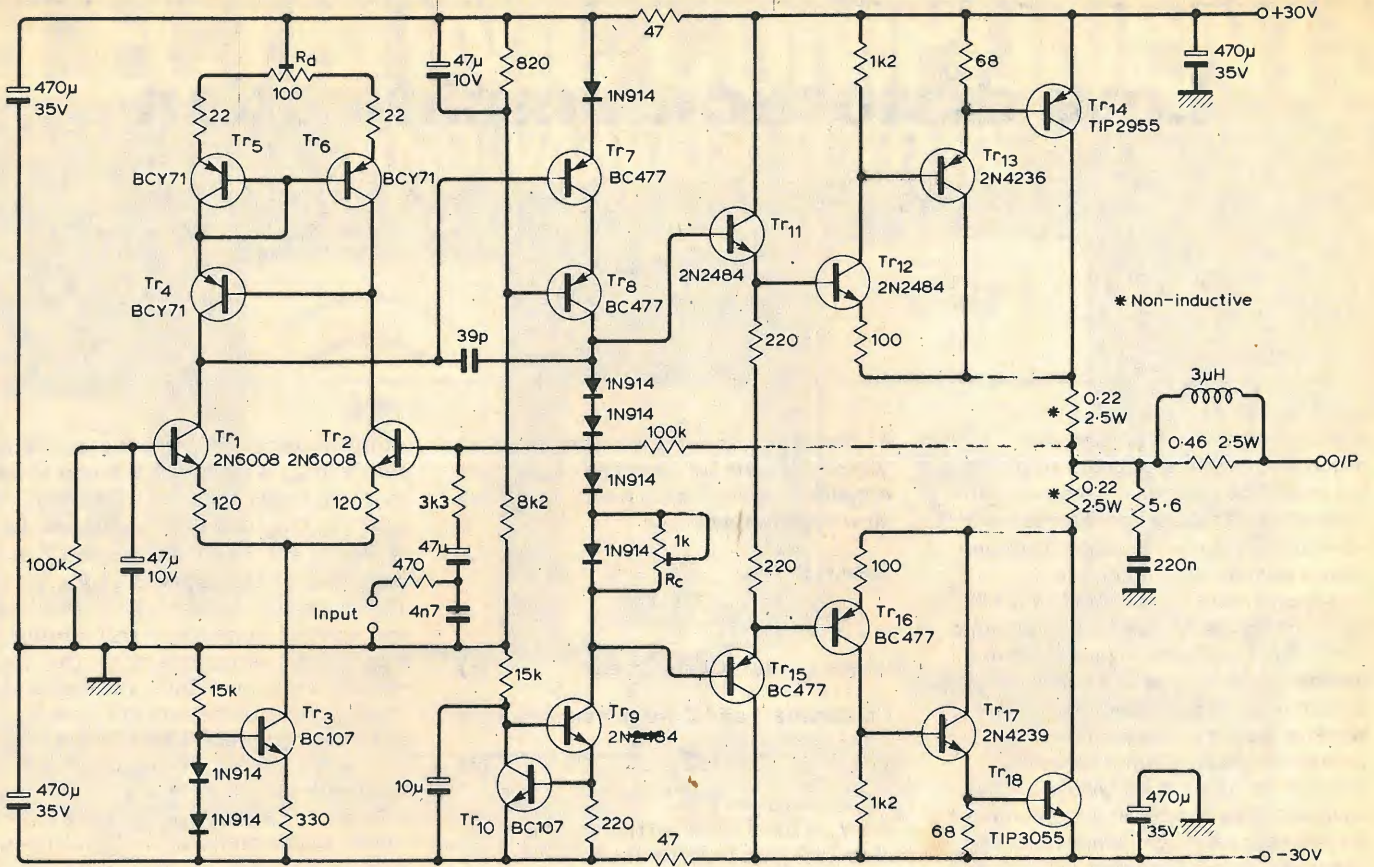 47
+30V
470µ
35V
Rd
100
47µ
10V
820
1N914
1k2
68
470µ
35V
22
22
Tr5
Tr6
BCY71
BCY71
Tr7
BC477
Tr13
2N4236
Tr14
TIP2955
Tr4
BCY71
Tr8
BC477
Tr11
2N2484
Tr12
2N2484
* Non-inductive
39p
1N914
1N914
220
100
3µH
*
0·22
2·5W
0·46 2·5W
O/P
Tr1
2N6008
Tr2
2N6008
100k
*
0·22
2·5W
120
120
3k3
8k2
1N914
5·6
100k
47µ
10V
470
47µ
4n7
1N914
1k
Rc
220
100
220n
Input
Tr16
BC477
15k
15k
Tr15
BC477
Tr3
BC107
Tr9
2N2484
Tr17
2N4239
1N914
1N914
10µ
Tr10
BC107
1k2
Tr18
TIP3055
470µ
35V
330
220
47
68
470µ
35V
-30V